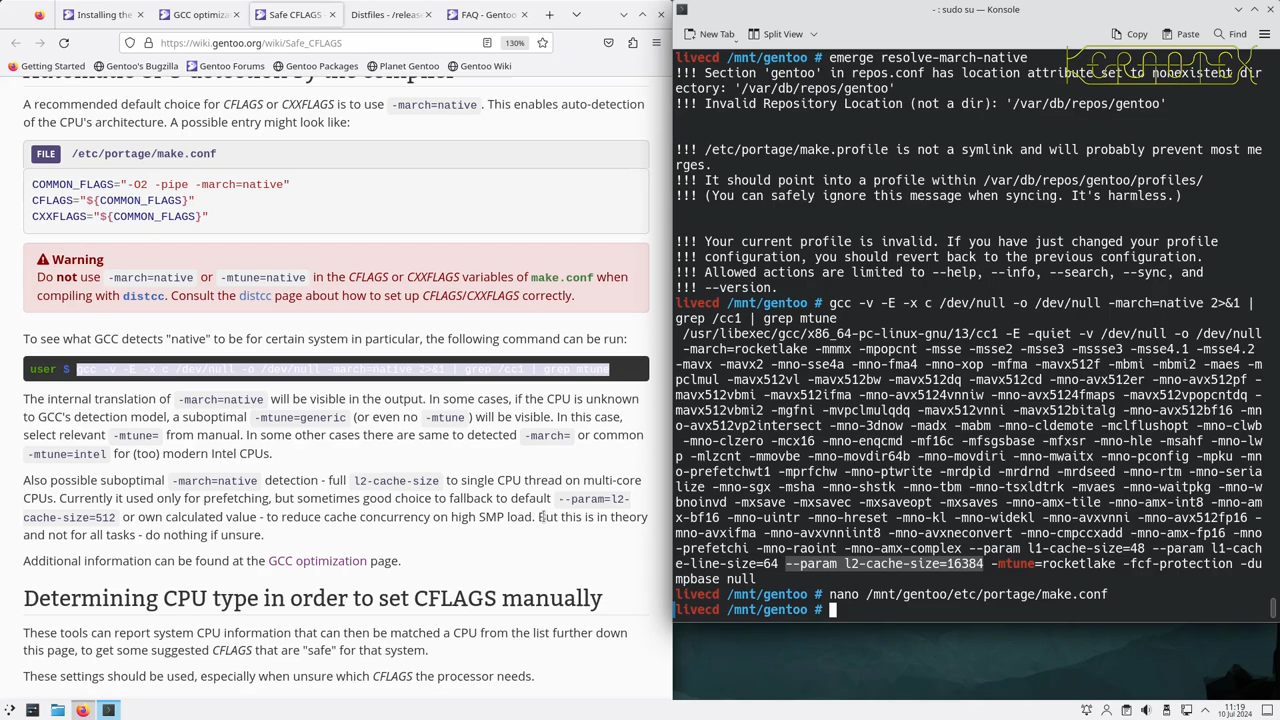 Installing the
GCC optimiza
Safe CFLAGS
Distfiles - /releas
FAQ - Gentoo
https://wiki.gentoo.org/wiki/Safe_CFLAGS
130%
Getting Started
Gentoo's Bugzilla
Gentoo Forums
Gentoo Packages
Planet Gentoo
Gentoo Wiki
A recommended default choice for CFLAGS or CXXFLAGS is to use -march=native. This enables auto-detection
of the CPU's architecture. A possible entry might look like:
FILE /etc/portage/make.conf
COMMON_FLAGS="-O2 -pipe -march=native"
CFLAGS="${COMMON_FLAGS}"
CXXFLAGS="${COMMON_FLAGS}"
Warning
Do not use -march=native or -mtune=native in the CFLAGS or CXXFLAGS variables of make.conf when
compiling with distcc. Consult the distcc page about how to set up CFLAGS/CXXFLAGS correctly.
To see what GCC detects "native" to be for certain system in particular, the following command can be run:
user $ gcc -v -E -x c /dev/null -o /dev/null -march=native 2>&1 | grep /cc1 | grep mtune
The internal translation of -march=native will be visible in the output. In some cases, if the CPU is unknown
to GCC's detection model, a suboptimal -mtune=generic (or even no -mtune) will be visible. In this case,
select relevant -mtune= from manual. In some other cases there are same to detected -march= or common
-mtune=intel for (too) modern Intel CPUs.
Also possible suboptimal -march=native detection - full l2-cache-size to single CPU thread on multi-core
CPUs. Currently it used only for prefetching, but sometimes good choice to fallback to default --param=l2-
cache-size=512 or own calculated value - to reduce cache concurrency on high SMP load. But this is in theory
and not for all tasks - do nothing if unsure.
Additional information can be found at the GCC optimization page.
Determining CPU type in order to set CFLAGS manually
These tools can report system CPU information that can then be matched a CPU from the list further down
this page, to get some suggested CFLAGS that are "safe" for that system.
These settings should be used, especially when unsure which CFLAGS the processor needs.
- : sudo su — Konsole
New Tab
Split View
Copy
Paste
Find
KERNOTEX
livecd /mnt/gentoo # emerge resolve-march-native
!!! Section 'gentoo' in repos.conf has location attribute set to nonexistent dir
ectory: '/var/db/repos/gentoo'
!!! Invalid Repository Location (not a dir): '/var/db/repos/gentoo'
!!! /etc/portage/make.profile is not a symlink and will probably prevent most me
rges.
!!! It should point into a profile within /var/db/repos/gentoo/profiles/
!!! (You can safely ignore this message when syncing. It's harmless.)
!!! Your current profile is invalid. If you have just changed your profile
!!! configuration, you should revert back to the previous configuration.
!!! Allowed actions are limited to --help, --info, --search, --sync, and
!!! --version.
livecd /mnt/gentoo # gcc -v -E -x c /dev/null -o /dev/null -march=native 2>&1 |
grep /cc1 | grep mtune
/usr/libexec/gcc/x86_64-pc-linux-gnu/13/cc1 -E -quiet -v /dev/null -o /dev/null
-march=rocketlake -mmmx -mpopcnt -msse -msse2 -msse3 -mssse3 -msse4.1 -msse4.2
-mavx -mavx2 -mno-sse4a -mno-fma4 -mno-xop -mfma -mavx512f -mbmi -mbmi2 -maes -m
pclmul -mavx512vl -mavx512bw -mavx512dq -mavx512cd -mno-avx512er -mno-avx512pf -
mavx512vbmi -mavx512ifma -mno-avx5124vnniw -mno-avx5124fmaps -mavx512vpopcntdq -
mavx512vbmi2 -mgfni -mvpclmulqdq -mavx512vnni -mavx512bitalg -mno-avx512bf16 -mn
o-avx512vp2intersect -mno-3dnow -madx -mabm -mno-cldemote -mclflushopt -mno-clwb
-mno-clzero -mcx16 -mno-enqcmd -mf16c -mfsgsbase -mfxsr -mno-hle -msahf -mno-lw
p -mlzcnt -mmovbe -mno-movdir64b -mno-movdiri -mno-mwaitx -mno-pconfig -mpku -mn
o-prefetchwt1 -mprfchw -mno-ptwrite -mrdpid -mrdrnd -mrdseed -mno-rtm -mno-seria
lize -mno-sgx -msha -mno-shstk -mno-tbm -mno-tsxldtrk -mvaes -mno-waitpkg -mno-w
bnoinvd -mxsave -mxsavec -mxsaveopt -mxsaves -mno-amx-tile -mno-amx-int8 -mno-am
x-bf16 -mno-uintr -mno-hreset -mno-kl -mno-widekl -mno-avxvnni -mno-avx512fp16 -
mno-avxifma -mno-avxvnniint8 -mno-avxneconvert -mno-cmpccxadd -mno-amx-fp16 -mno
-prefetchi -mno-raoint -mno-amx-complex --param l1-cache-size=48 --param l1-cach
e-line-size=64 --param l2-cache-size=16384 -mtune=rocketlake -fcf-protection -du
mpbase null
livecd /mnt/gentoo # nano /mnt/gentoo/etc/portage/make.conf
livecd /mnt/gentoo #
11:19
10 Jul 2024